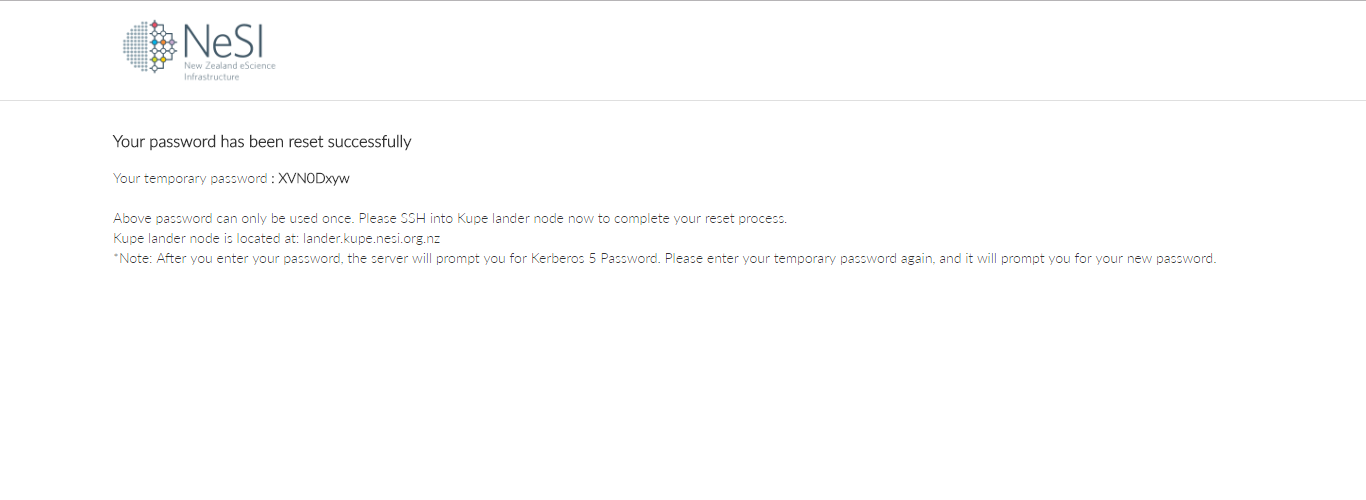 NeSI
New Zealand eScience
Infrastructure
Your password has been reset successfully
Your temporary password : XVN0Dxyw
Above password can only be used once. Please SSH into Kupe lander node now to complete your reset process.
Kupe lander node is located at: lander.kupe.nesi.org.nz
*Note: After you enter your password, the server will prompt you for Kerberos 5 Password. Please enter your temporary password again, and it will prompt you for your new password.